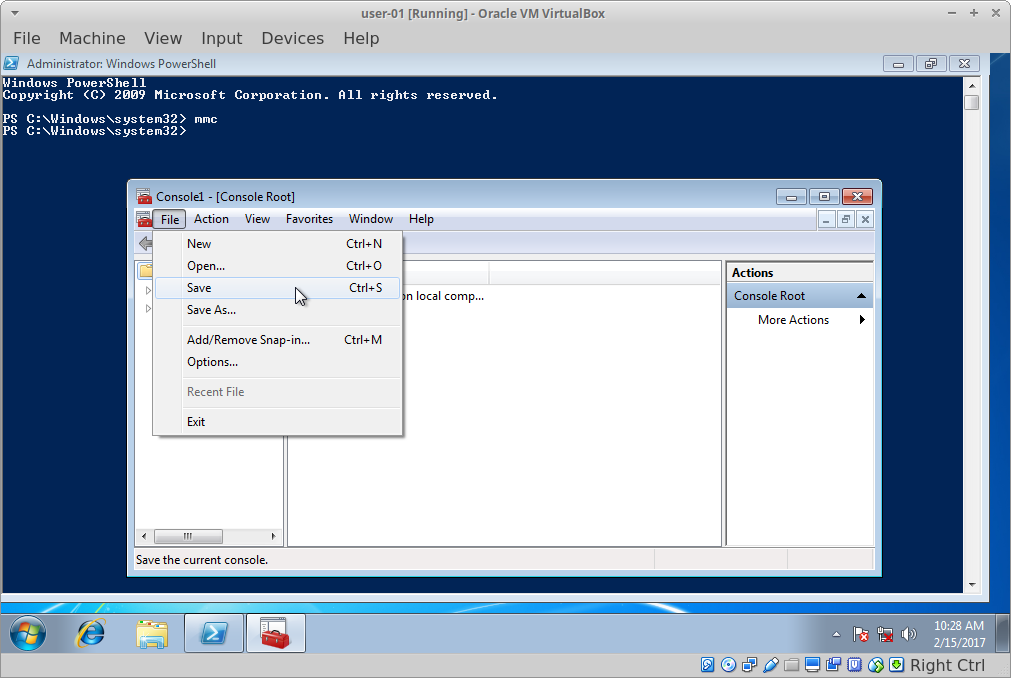 user-01 [Running] - Oracle VM VirtualBox
File Machine View Input Devices Help
Administrator: Windows PowerShell
Windows PowerShell
Copyright (C) 2009 Microsoft Corporation. All rights reserved.
PS C:\Windows\system32> mmc
PS C:\Windows\system32>
Console1 - [Console Root]
File Action View Favorites Window Help
New Ctrl+N
Open... Ctrl+O
Save Ctrl+S
Save As...
Add/Remove Snap-in... Ctrl+M
Options...
Recent File
Exit
on local comp...
Actions
Console Root
More Actions
Save the current console.
10:28 AM
2/15/2017
Right Ctrl